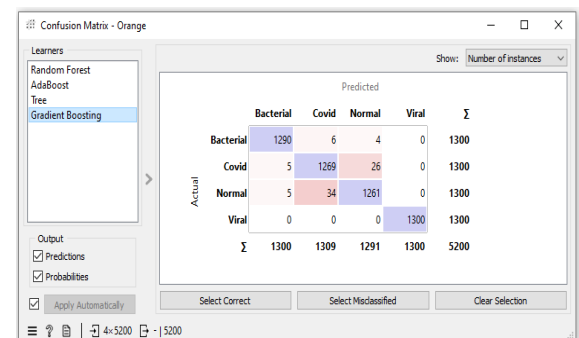 Confusion Matrix - Orange
Learners
Random Forest
AdaBoost
Tree
Gradient Boosting
Output
Predictions
Probabilities
Apply Automatically
Show: Number of instances
Predicted
Bacterial Covid Normal Viral Σ
Actual
Bacterial 1290 6 4 0 1300
Covid 5 1269 26 0 1300
Normal 5 34 1261 0 1300
Viral 0 0 0 1300 1300
Σ 1300 1309 1291 1300 5200
Select Correct Select Misclassified Clear Selection
4×5200 - | 5200